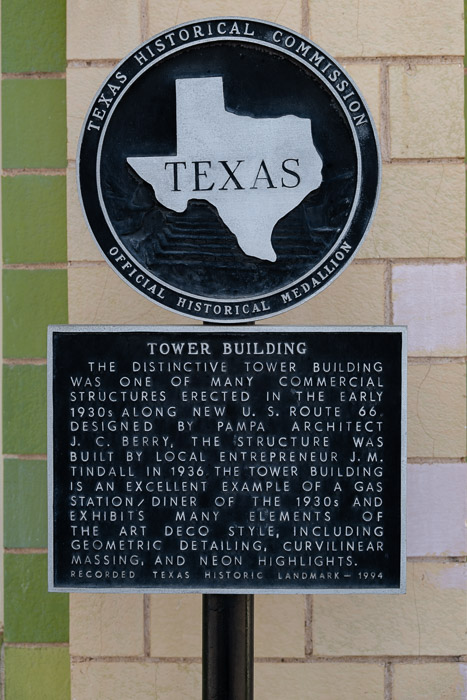 TEXAS HISTORICAL COMMISSION
TEXAS
OFFICIAL HISTORICAL MEDALLION
TOWER BUILDING
THE DISTINCTIVE TOWER BUILDING
WAS ONE OF MANY COMMERCIAL
STRUCTURES ERECTED IN THE EARLY
1930s ALONG NEW U. S. ROUTE 66.
DESIGNED BY PAMPA ARCHITECT
J. C. BERRY, THE STRUCTURE WAS
BUILT BY LOCAL ENTREPRENEUR J. M.
TINDALL IN 1936. THE TOWER BUILDING
IS AN EXCELLENT EXAMPLE OF A GAS
STATION/DINER OF THE 1930s AND
EXHIBITS MANY ELEMENTS OF
THE ART DECO STYLE, INCLUDING
GEOMETRIC DETAILING, CURVILINEAR
MASSING, AND NEON HIGHLIGHTS.
RECORDED TEXAS HISTORIC LANDMARK – 1994